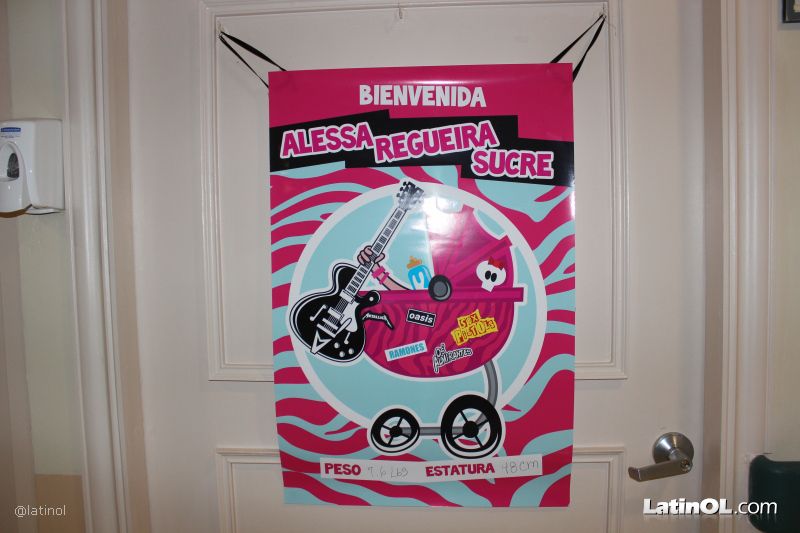 BIENVENIDA
ALESSA REGUEIRA SUCRE
METALLICA
oasis
SEX PISTOLS
RAMONES
PESO 7.6 Lbs ESTATURA 48cm
@latinol
LatinOL.com